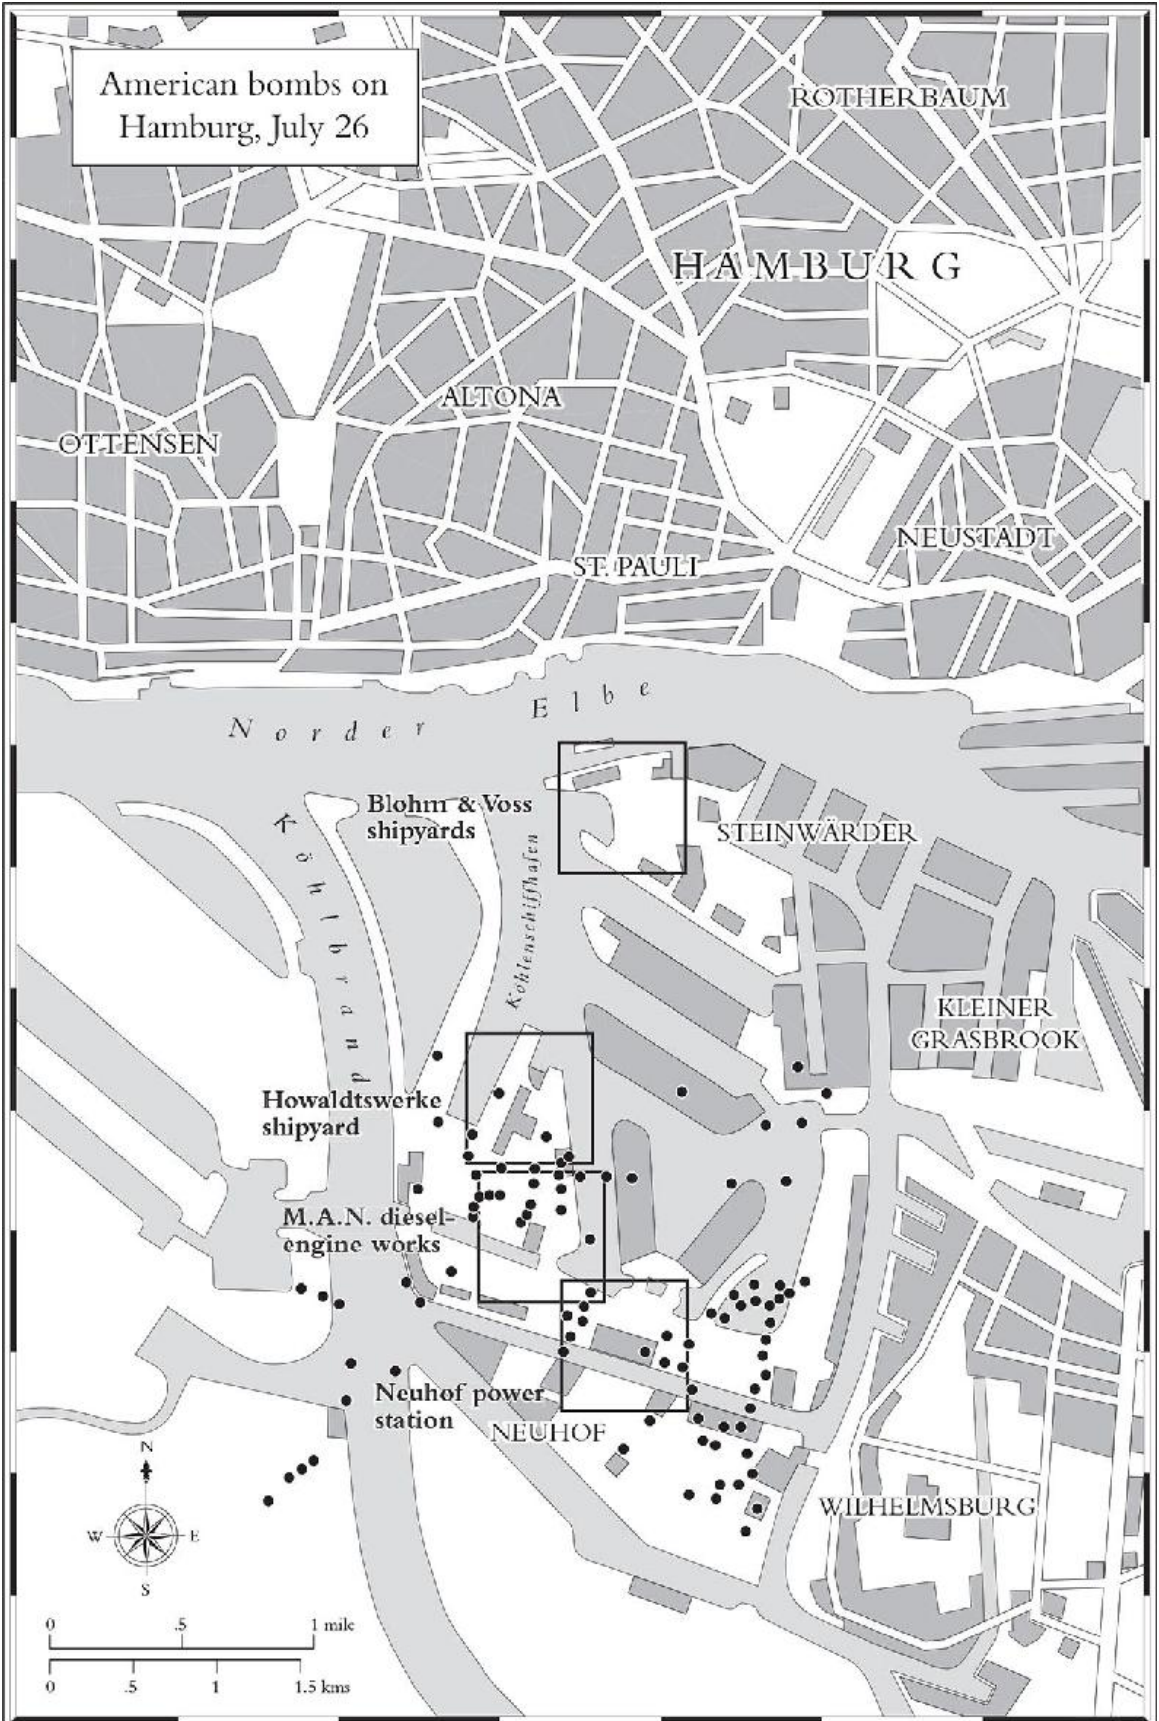 American bombs on
Hamburg, July 26
ROTHERBAUM
HAMBURG
ALTONA
OTTENSEN
NEUSTADT
ST. PAULI
Norder Elbe
Blohm & Voss
shipyards
STEINWÄRDER
Köhlbrand
Kohlenschiffhafen
KLEINER
GRASBROOK
Howaldtswerke
shipyard
M.A.N. diesel-
engine works
Neuhof power
station
NEUHOF
WILHELMSBURG
N
W E
S
0 .5 1 mile
0 .5 1 1.5 kms